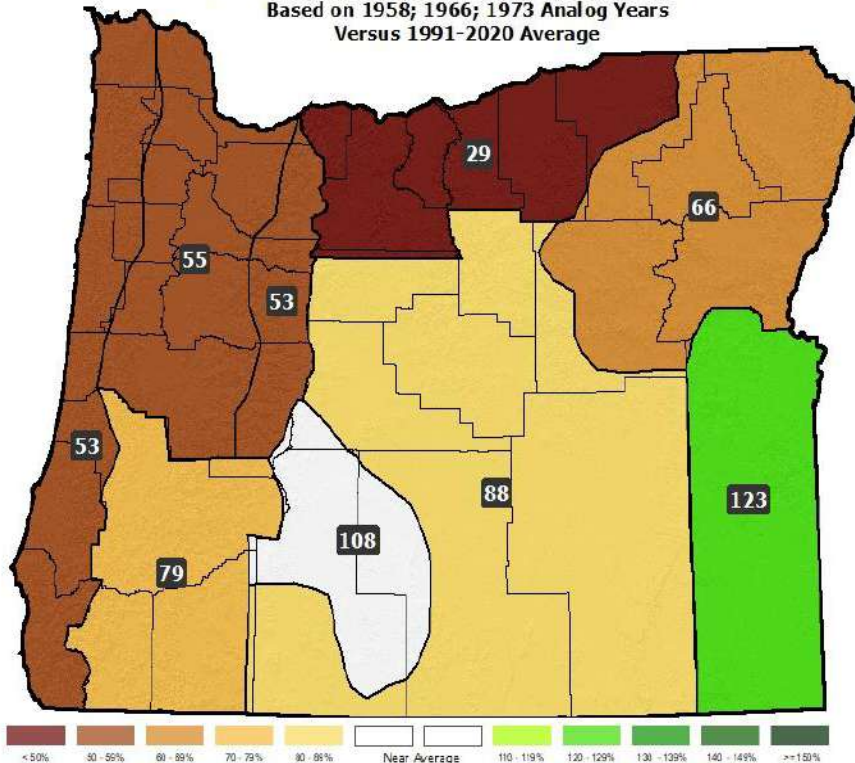 Based on 1958; 1966; 1973 Analog Years
Versus 1991-2020 Average
29
66
55
53
53
88
123
108
79
< 50%
50 - 59%
60 - 69%
70 - 79%
80 - 89%
Near Average
110 - 119%
120 - 129%
130 - 139%
140 - 149%
>=150%